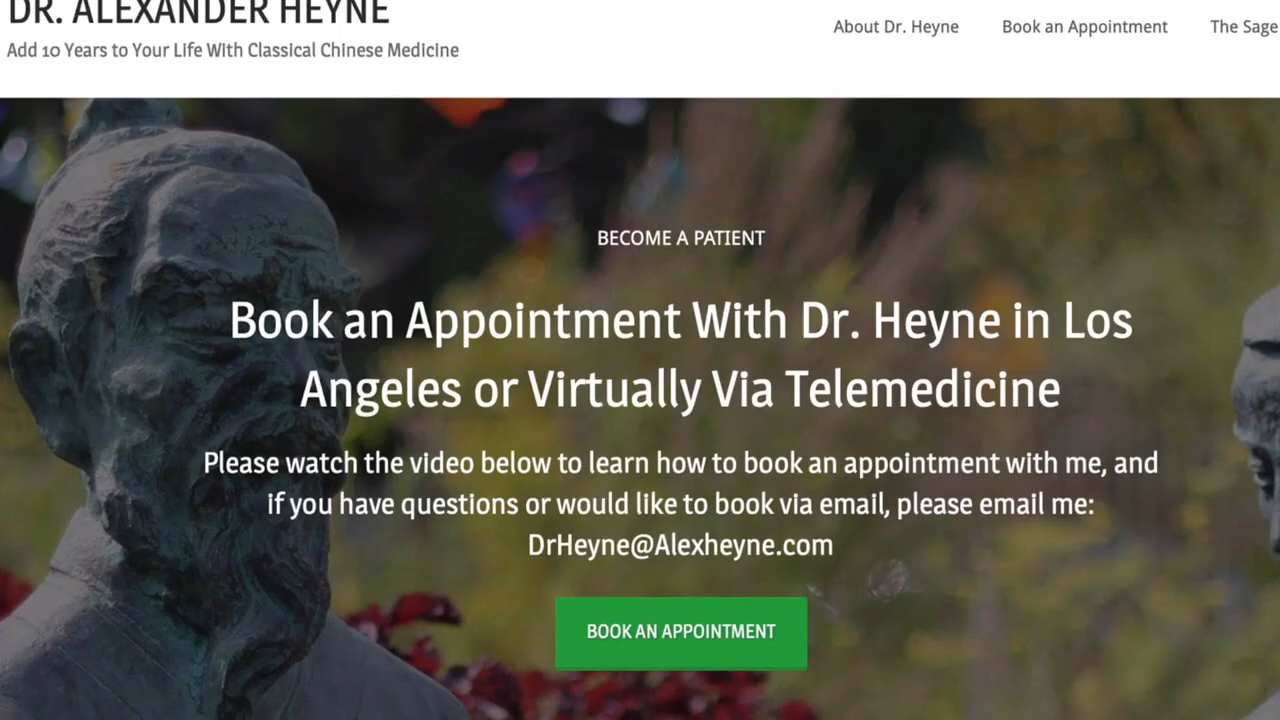 DR. ALEXANDER HEYNE
Add 10 Years to Your Life With Classical Chinese Medicine
About Dr. Heyne
Book an Appointment
The Sage
BECOME A PATIENT
Book an Appointment With Dr. Heyne in Los
Angeles or Virtually Via Telemedicine
Please watch the video below to learn how to book an appointment with me, and
if you have questions or would like to book via email, please email me:
DrHeyne@Alexheyne.com
BOOK AN APPOINTMENT